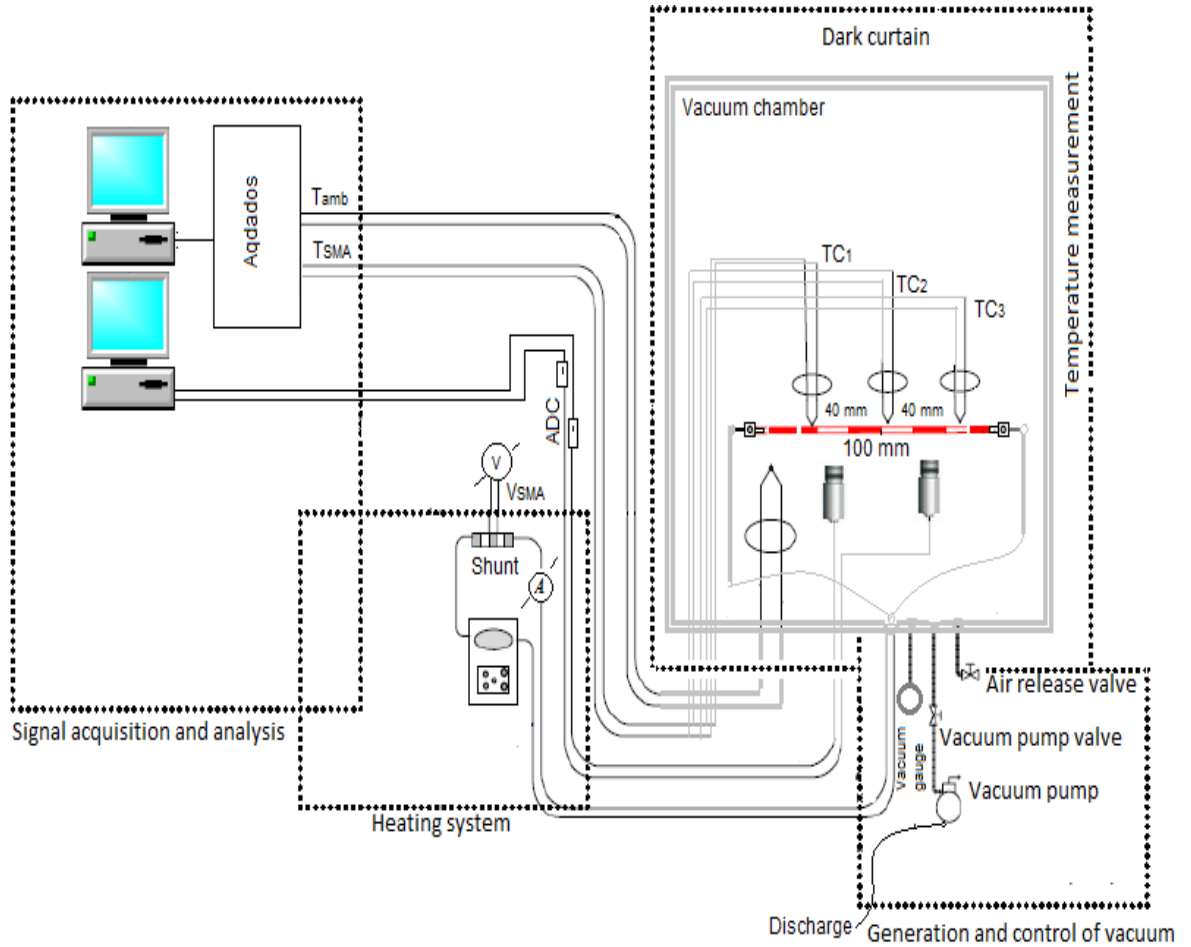 Dark curtain
Vacuum chamber
Temperature measurement
Aqdados
Tamb
TSMA
TC1
TC2
TC3
40 mm
40 mm
100 mm
ADC
V
VSMA
Shunt
A
Signal acquisition and analysis
Heating system
Air release valve
Vacuum pump valve
Vacuum
gauge
Vacuum pump
Discharge
Generation and control of vacuum